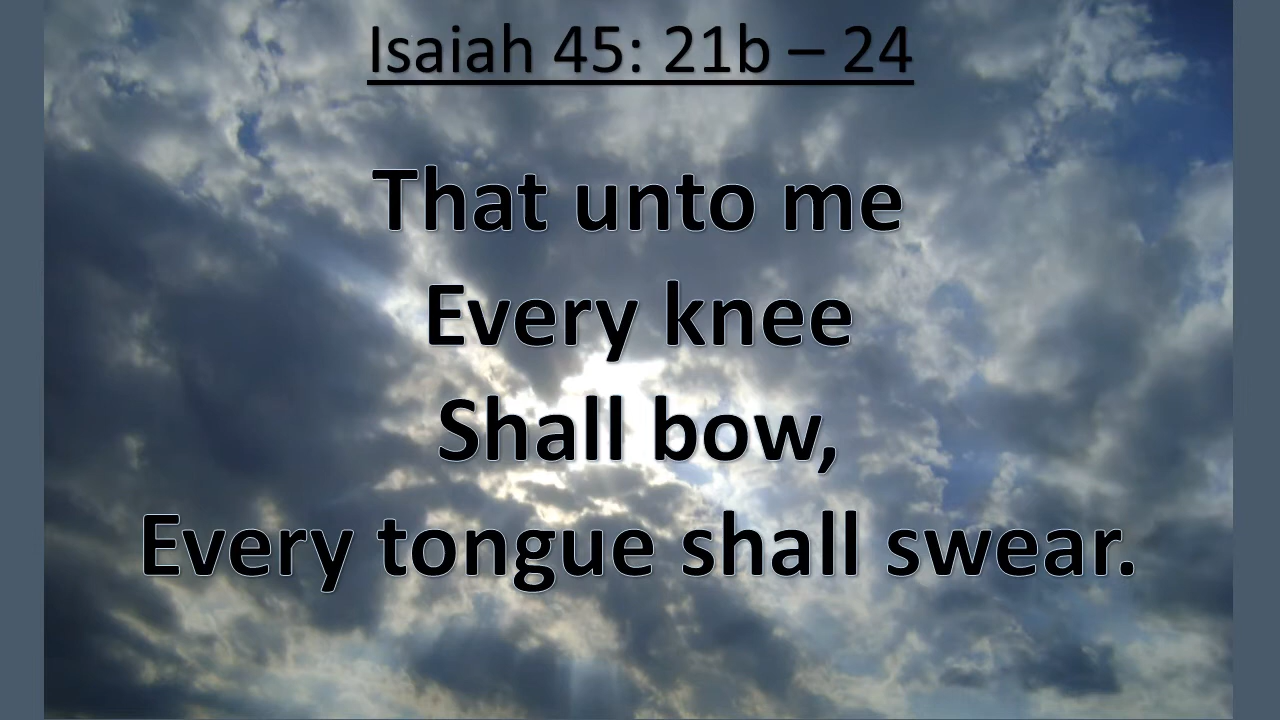 Isaiah 45: 21b – 24
That unto me
Every knee
Shall bow,
Every tongue shall swear.